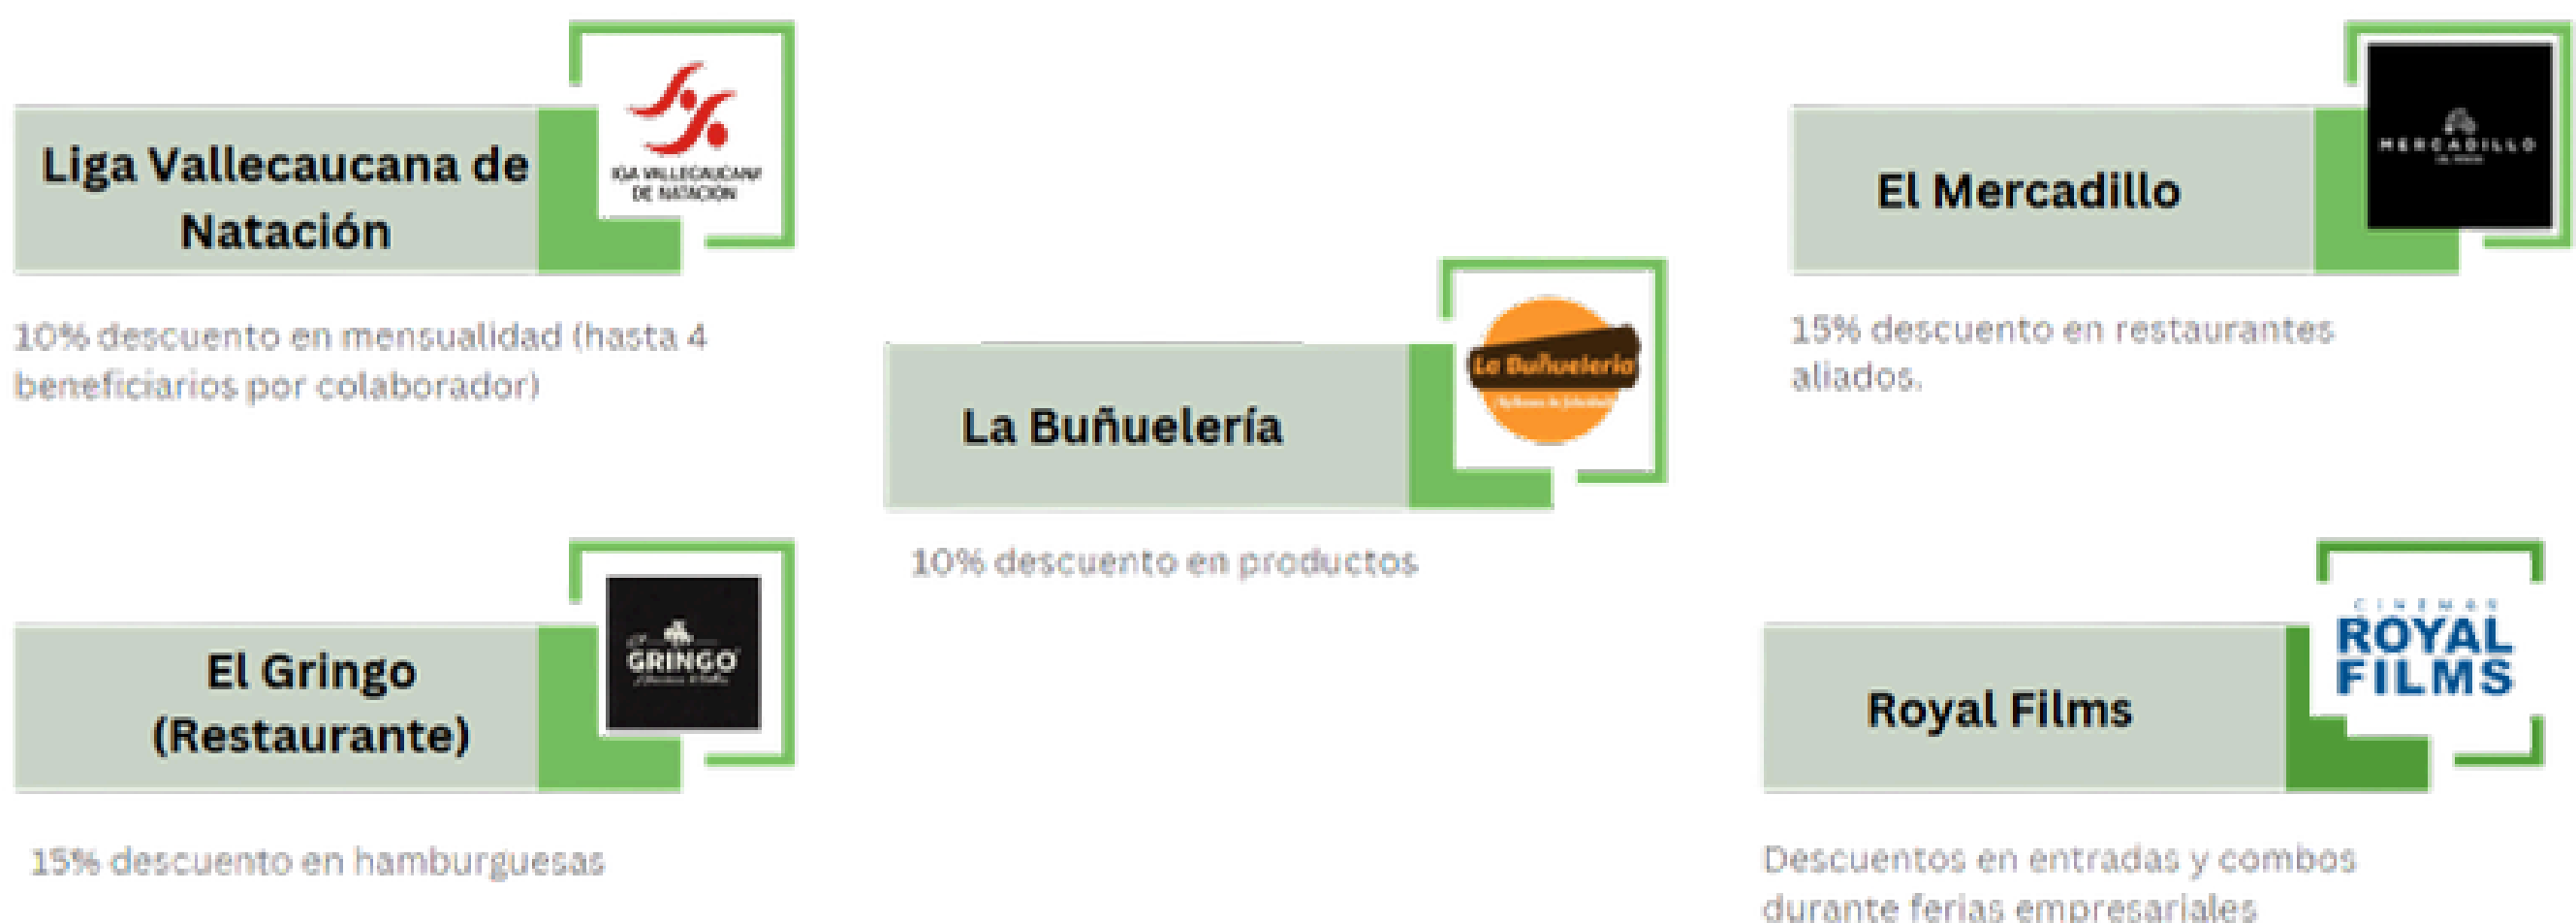 Liga Vallecaucana de
Natación
IGA VALLECAUCANA
DE NATACIÓN
10% descuento en mensualidad (hasta 4
beneficiarios por colaborador)
El Gringo
(Restaurante)
El
GRINGO
15% descuento en hamburguesas
La Buñuelería
La Buñuelería
10% descuento en productos
El Mercadillo
MERCADILLO
15% descuento en restaurantes
aliados.
Royal Films
CINEMAS
ROYAL
FILMS
Descuentos en entradas y combos
durante ferias empresariales